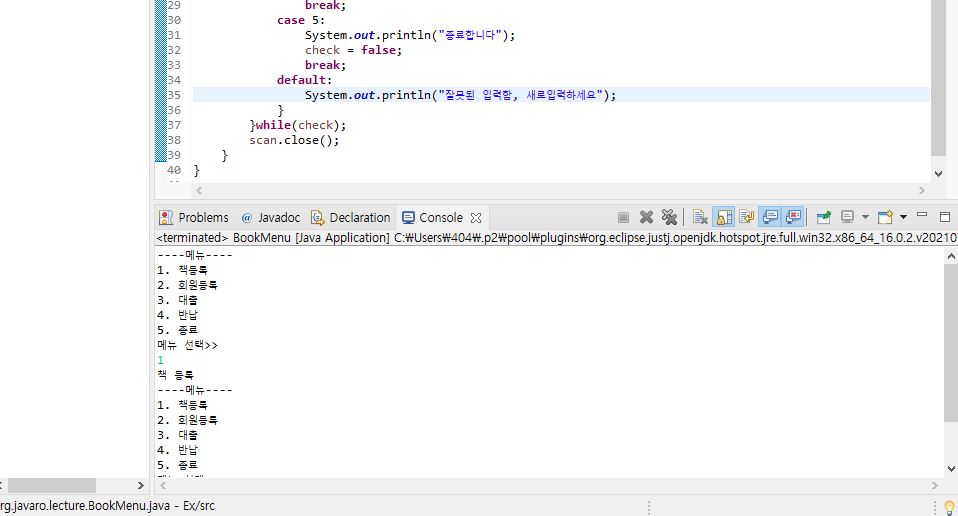 29 break;
30 case 5:
31 System.out.println("종료합니다");
32 check = false;
33 break;
34 default:
35 System.out.println("잘못된 입력함, 새로입력하세요");
36 }
37 }while(check);
38 scan.close();
39 }
40 }
Problems @ Javadoc Declaration Console
<terminated> BookMenu [Java Application] C:₩Users₩404₩.p2₩pool₩plugins₩org.eclipse.justj.openjdk.hotspot.jre.full.win32.x86_64_16.0.2.v20210
----메뉴----
1. 책등록
2. 회원등록
3. 대출
4. 반납
5. 종료
메뉴 선택>>
1
책 등록
----메뉴----
1. 책등록
2. 회원등록
3. 대출
4. 반납
5. 종료
rg.javaro.lecture.BookMenu.java - Ex/src